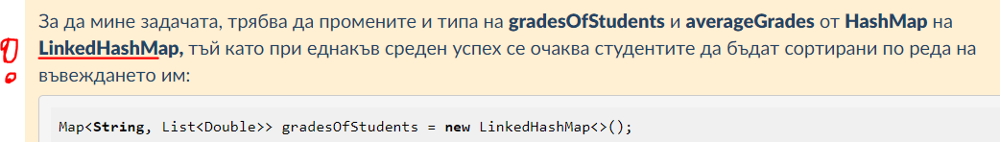 За да мине задачата, трябва да промените и типа на gradesOfStudents и averageGrades от HashMap на
LinkedHashMap, тъй като при еднакъв среден успех се очаква студентите да бъдат сортирани по реда на
въвеждането им:
Map<String, List<Double>> gradesOfStudents = new LinkedHashMap<>();